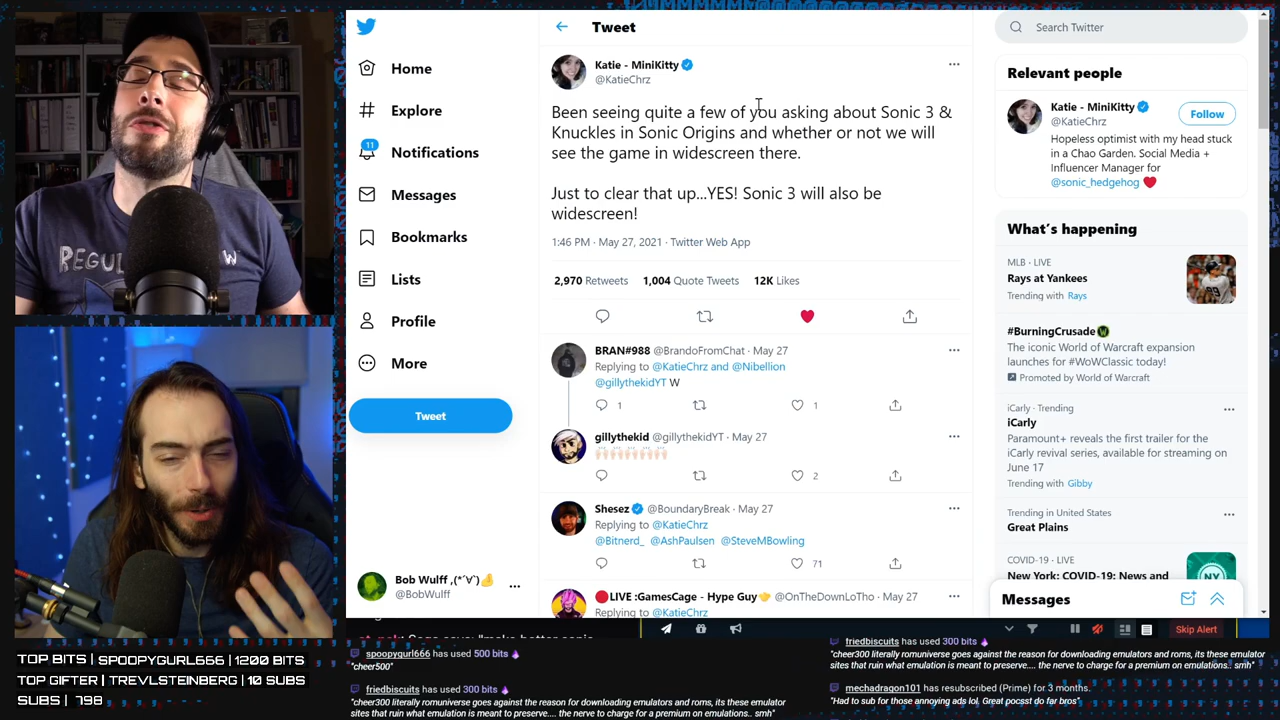 REGUL
W
Home
Explore
11
Notifications
Messages
Bookmarks
Lists
Profile
More
Tweet
Bob Wulff ,(*´∀`)
@BobWulff
Tweet
Katie - MiniKitty
@KatieChrz
Been seeing quite a few of you asking about Sonic 3 &
Knuckles in Sonic Origins and whether or not we will
see the game in widescreen there.
Just to clear that up...YES! Sonic 3 will also be
widescreen!
1:46 PM · May 27, 2021 · Twitter Web App
2,970 Retweets 1,004 Quote Tweets 12K Likes
BRAN#988 @BrandoFromChat · May 27
Replying to @KatieChrz and @Nibellion
@gillythekidYT W
1 1
gillythekid @gillythekidYT · May 27
2
Shesez @BoundaryBreak · May 27
Replying to @KatieChrz
@Bitnerd_ @AshPaulsen @SteveMBowling
71
LIVE :GamesCage - Hype Guy @OnTheDownLoTho · May 27
Replying to @KatieChrz
Search Twitter
Relevant people
Katie - MiniKitty
@KatieChrz
Follow
Hopeless optimist with my head stuck
in a Chao Garden. Social Media +
Influencer Manager for
@sonic_hedgehog
What's happening
MLB · LIVE
Rays at Yankees
Trending with Rays
#BurningCrusade
The iconic World of Warcraft expansion
launches for #WoWClassic today!
Promoted by World of Warcraft
iCarly · Trending
iCarly
Paramount+ reveals the first trailer for the
iCarly revival series, available for streaming on
June 17
Trending with Gibby
Trending in United States
Great Plains
COVID-19 · LIVE
New York: COVID-19: News and
NY
Messages
Skip Alert
TOP BITS | SPOOPYGURL666 | 1200 BITS
TOP GIFTER | TREVLSTEINBERG | 10 SUBS
SUBS | 798
spoopygurl666 has used 500 bits
"cheer500"
friedbiscuits has used 300 bits
"cheer300 literally romuniverse goes against the reason for downloading emulators and roms, its these emulator
sites that ruin what emulation is meant to preserve.... the nerve to charge for a premium on emulations.. smh"
friedbiscuits has used 300 bits
"cheer300 literally romuniverse goes against the reason for downloading emulators and roms, its these emulator
sites that ruin what emulation is meant to preserve.... the nerve to charge for a premium on emulations.. smh"
mechadragon101 has resubscribed (Prime) for 3 months.
"Had to sub for those annoying ads lol. Great pocsst do far bros"